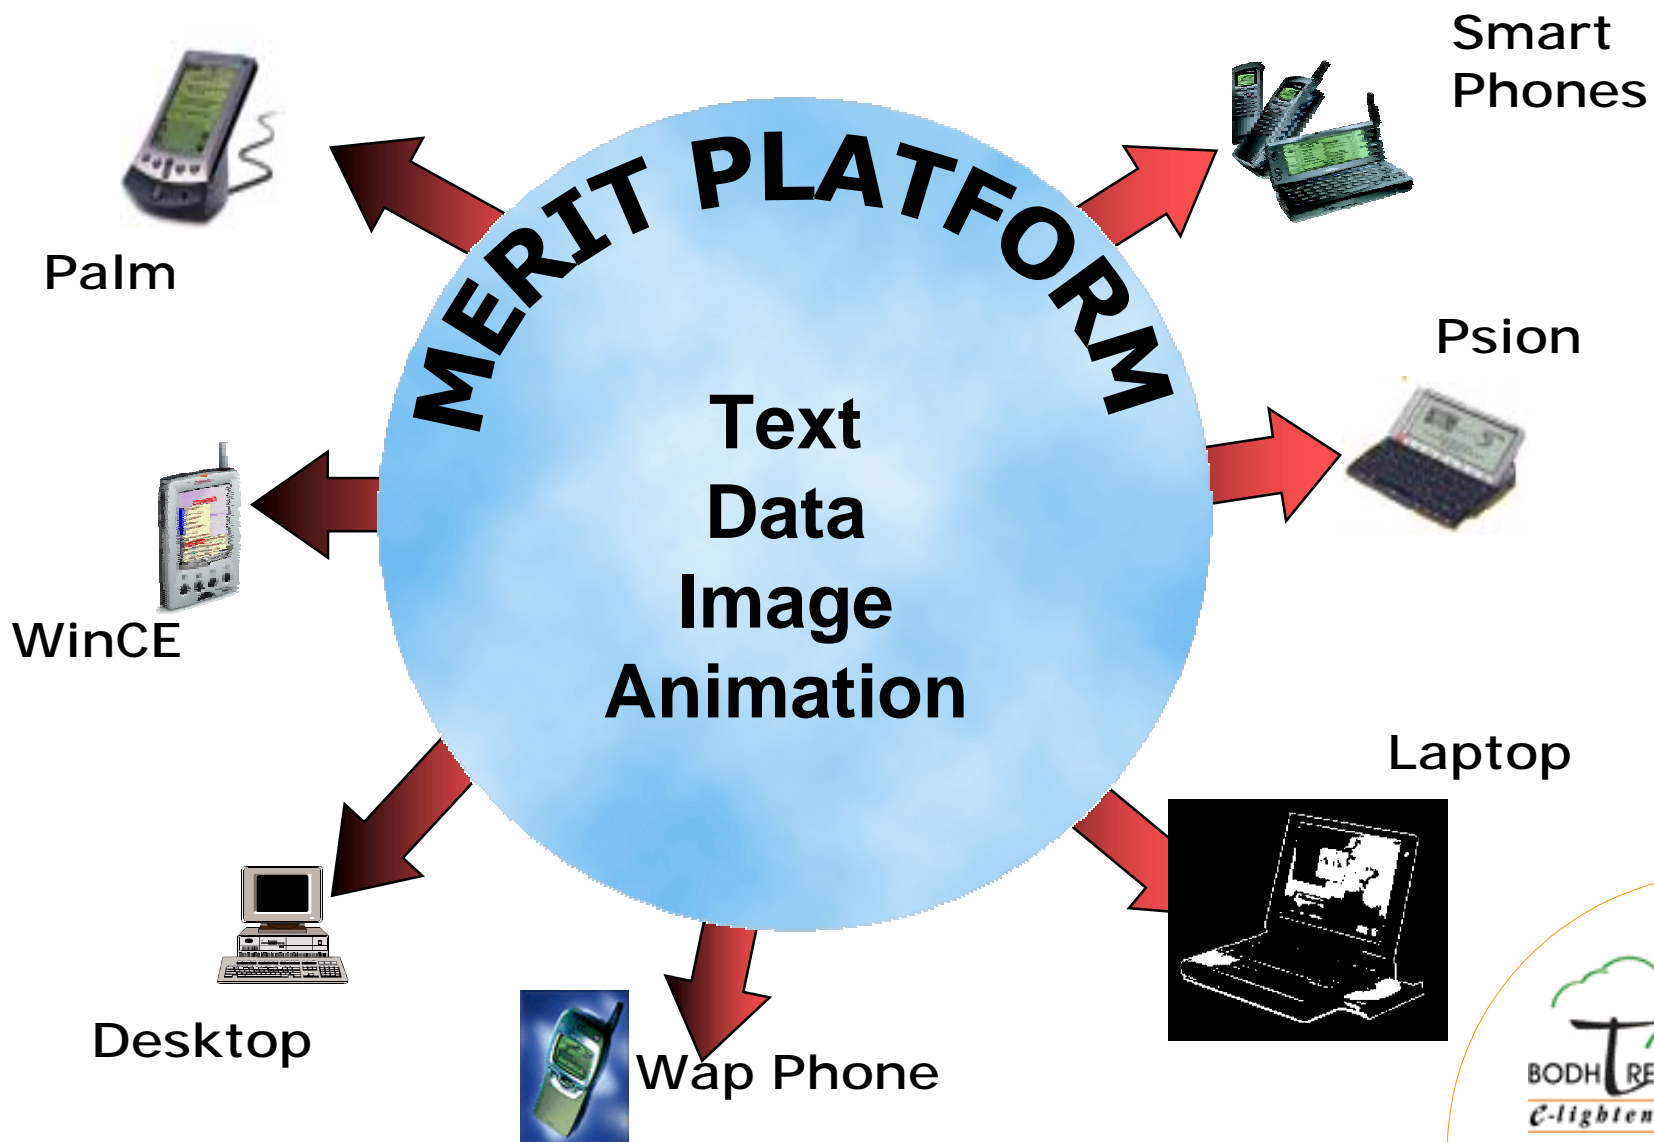 Smart
Phones
MERIT PLATFORM
Palm
Psion
Text
Data
Image
Animation
WinCE
Laptop
Desktop
Wap Phone
BODH